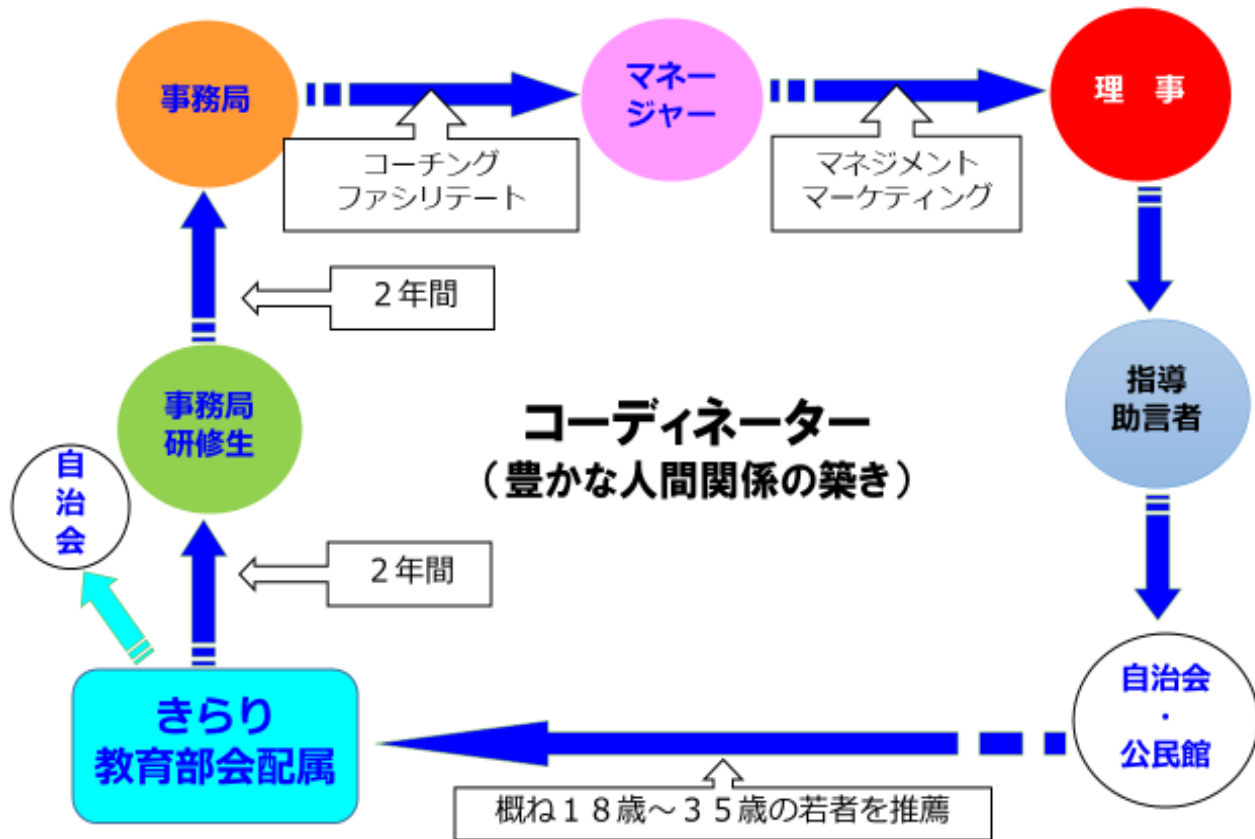 事務局
マネー
ジャー
理　事
コーチング
ファシリテート
マネジメント
マーケティング
２年間
事務局
研修生
指導
助言者
コーディネーター
（豊かな人間関係の築き）
自
治
会
２年間
きらり
教育部会配属
自治会
・
公民館
概ね１８歳～３５歳の若者を推薦